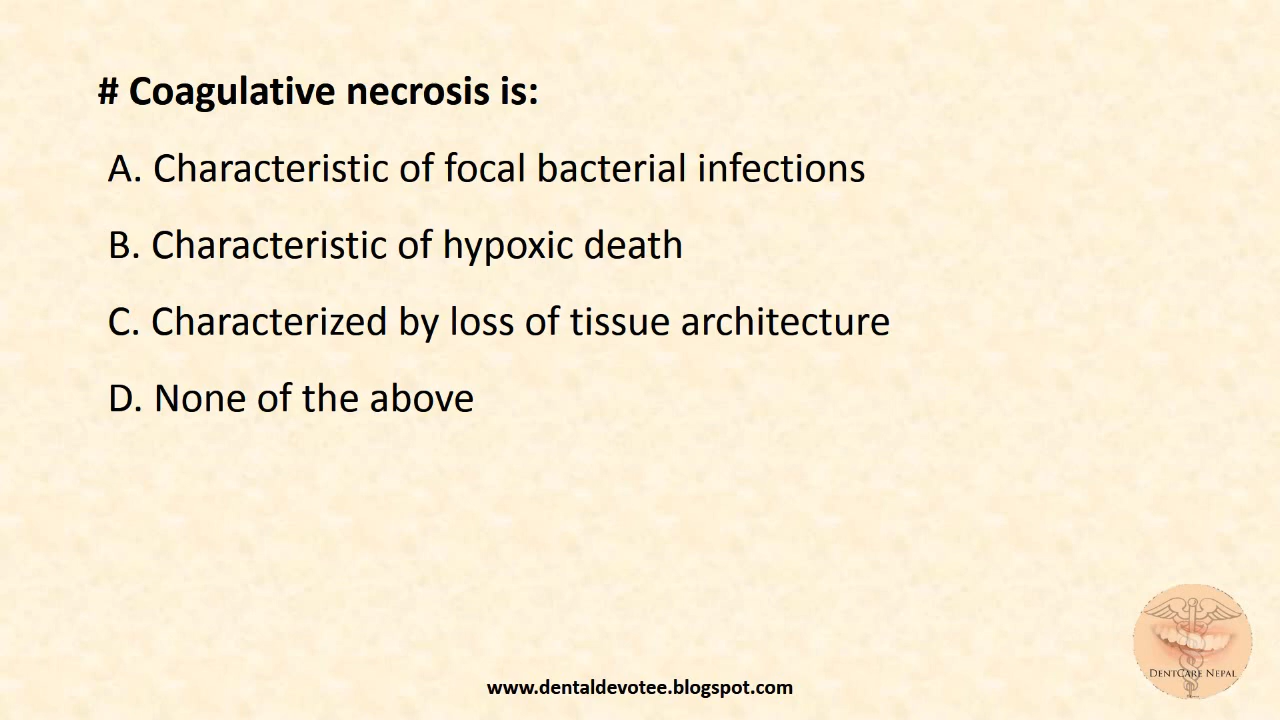 # Coagulative necrosis is:
A. Characteristic of focal bacterial infections
B. Characteristic of hypoxic death
C. Characterized by loss of tissue architecture
D. None of the above
DentCare Nepal
www.dentaldevotee.blogspot.com